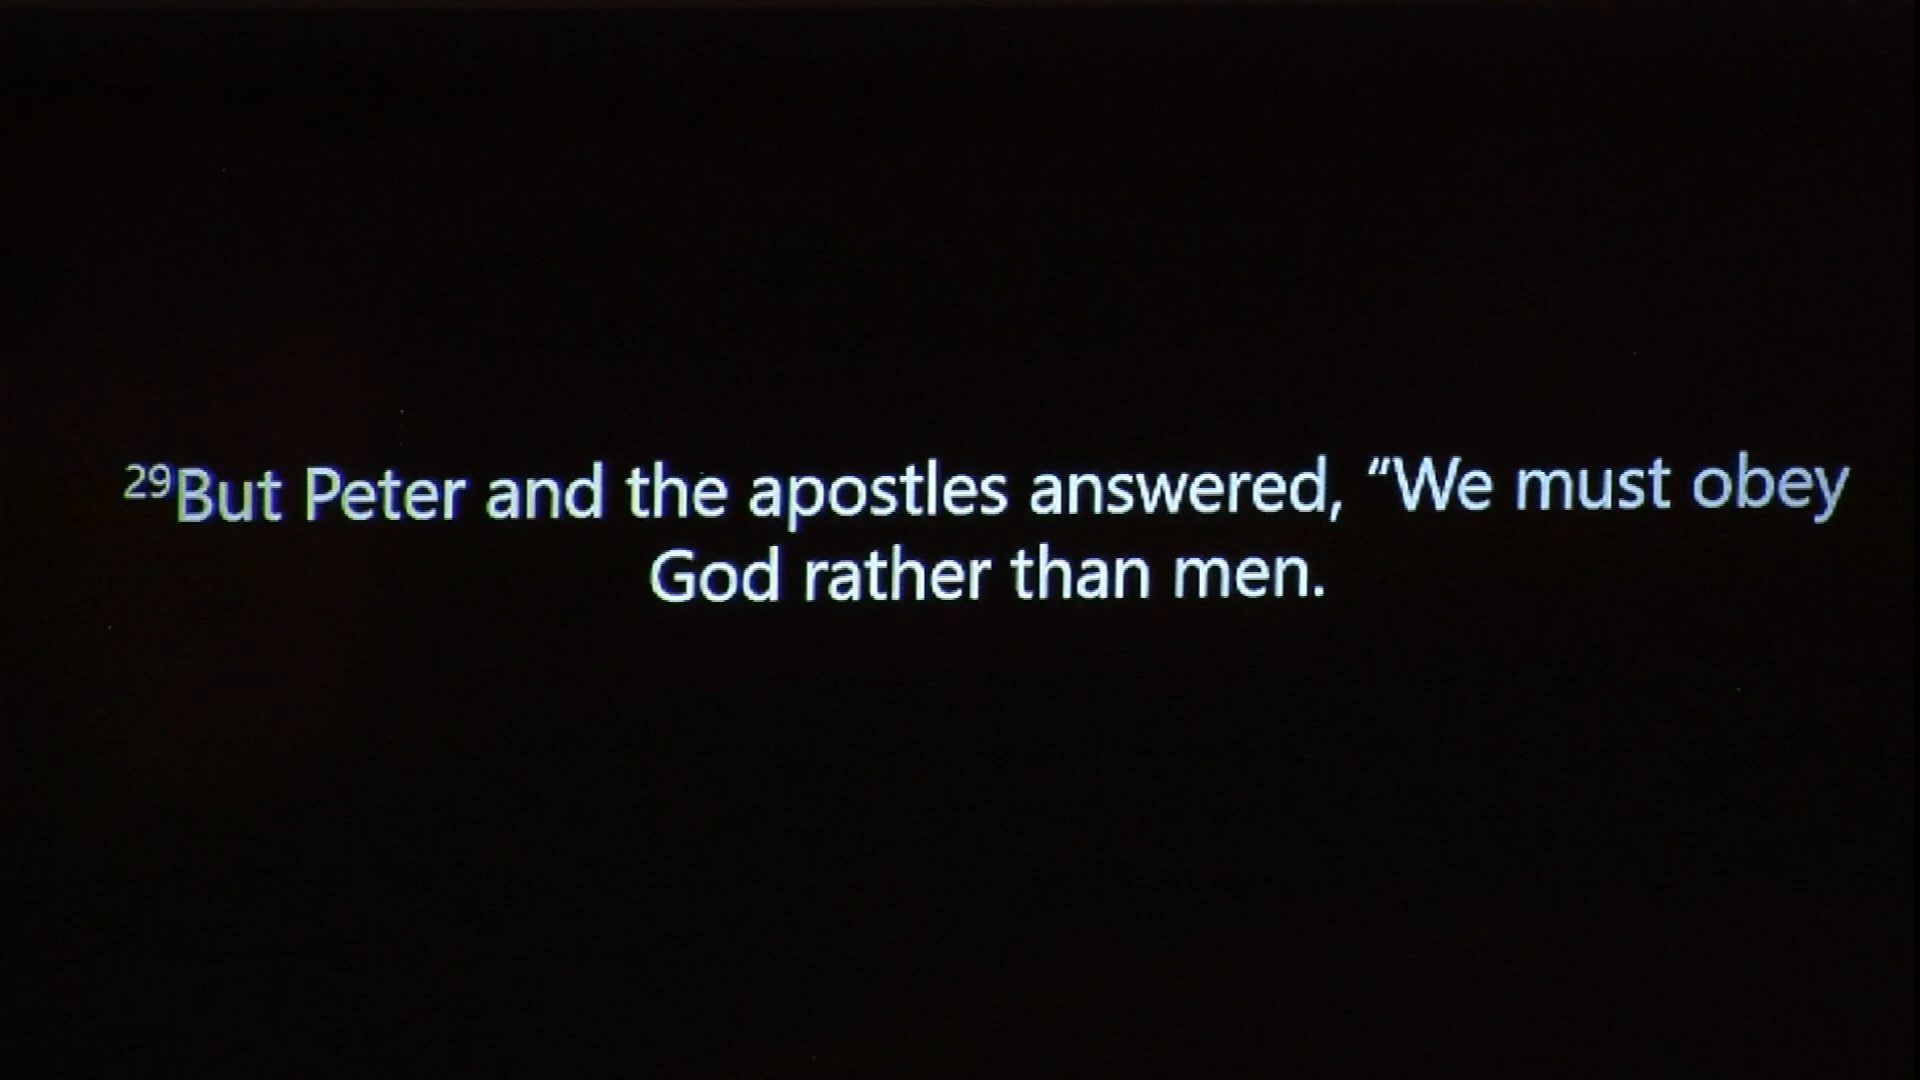 29But Peter and the apostles answered, “We must obey
God rather than men.